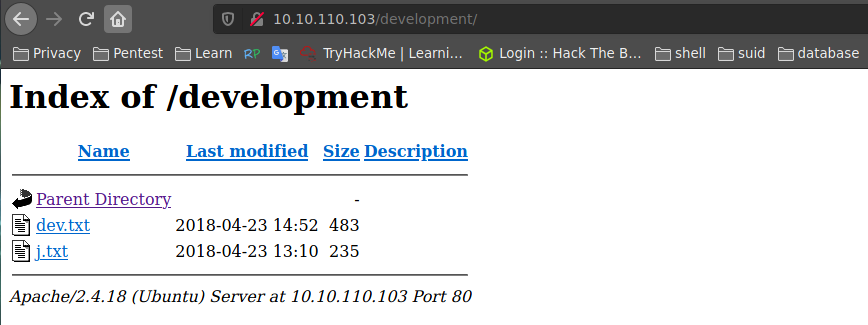 10.10.110.103/development/
Privacy Pentest Learn RP TryHackMe | Learni… Login :: Hack The B… shell suid database
Index of /development
Name Last modified Size Description
Parent Directory -
dev.txt 2018-04-23 14:52 483
j.txt 2018-04-23 13:10 235
Apache/2.4.18 (Ubuntu) Server at 10.10.110.103 Port 80